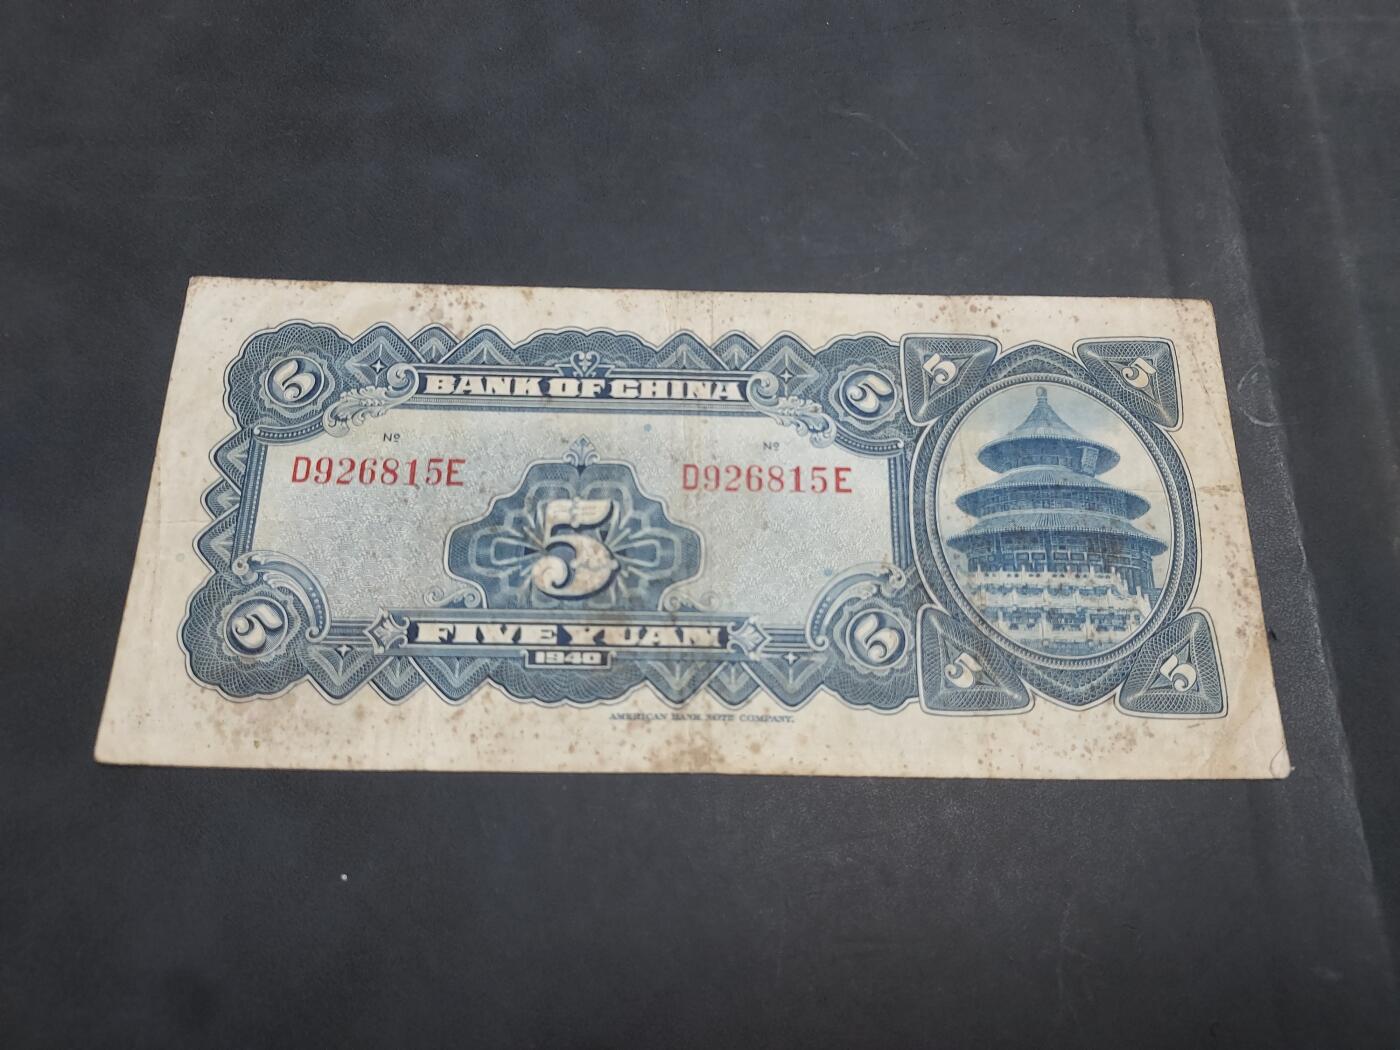 5 BANK OF CHINA 5
5 5
Nº Nº
D926815E D926815E
5
5 FIVE YUAN 5
1940
5 5
AMERICAN BANK NOTE COMPANY.